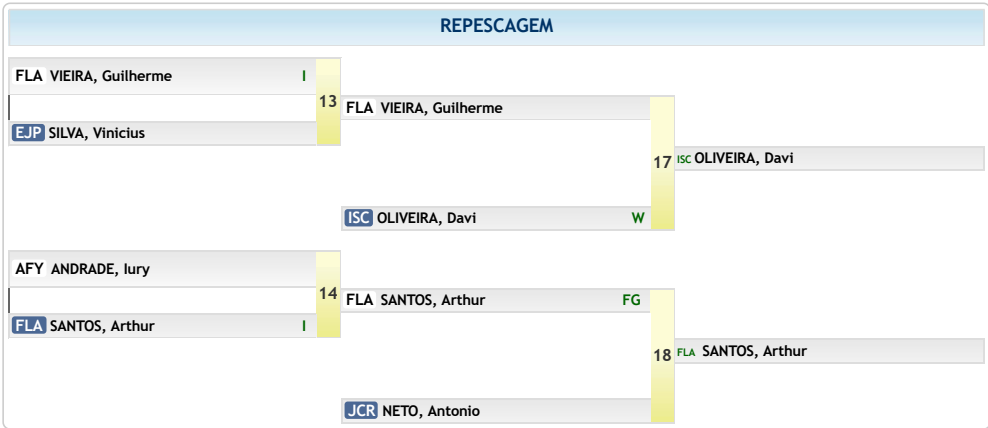 REPESCAGEM
FLA VIEIRA, Guilherme I
13
EJP SILVA, Vinicius
FLA VIEIRA, Guilherme
17
ISC OLIVEIRA, Davi W
ISC OLIVEIRA, Davi
AFY ANDRADE, Iury
14
FLA SANTOS, Arthur I
FLA SANTOS, Arthur FG
18
JCR NETO, Antonio
FLA SANTOS, Arthur